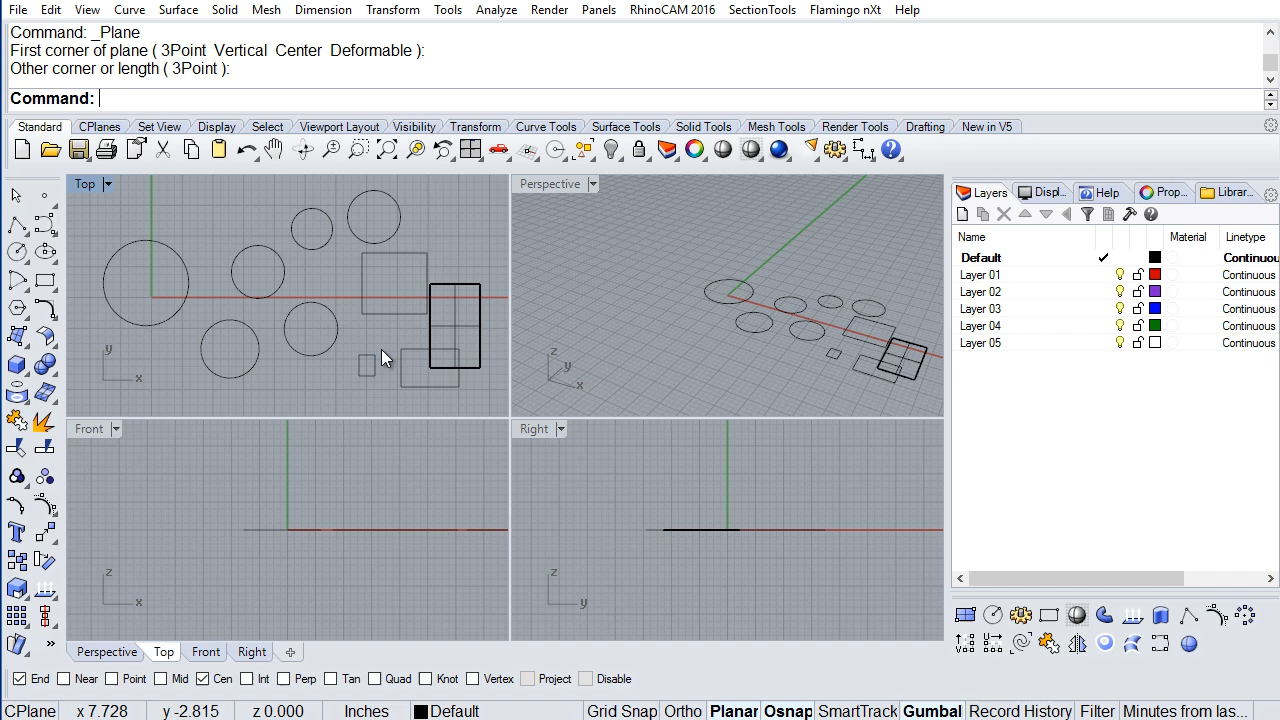 File Edit View Curve Surface Solid Mesh Dimension Transform Tools Analyze Render Panels RhinoCAM 2016 SectionTools Flamingo nXt Help
Command: _Plane
First corner of plane ( 3Point Vertical Center Deformable ):
Other corner or length ( 3Point ):
Command:
Standard CPlanes Set View Display Select Viewport Layout Visibility Transform Curve Tools Surface Tools Solid Tools Mesh Tools Render Tools Drafting New in V5
Top
Perspective
Layers Displ... Help Prop... Librar...
Name Material Linetype
Default Continuou
Layer 01 Continuous
Layer 02 Continuous
Layer 03 Continuous
Layer 04 Continuous
Layer 05 Continuous
y
x
z
y
x
Front
Right
z
x
z
y
Perspective Top Front Right
End Near Point Mid Cen Int Perp Tan Quad Knot Vertex Project Disable
CPlane x 7.728 y -2.815 z 0.000 Inches Default Grid Snap Ortho Planar Osnap SmartTrack Gumbal Record History Filter Minutes from las...